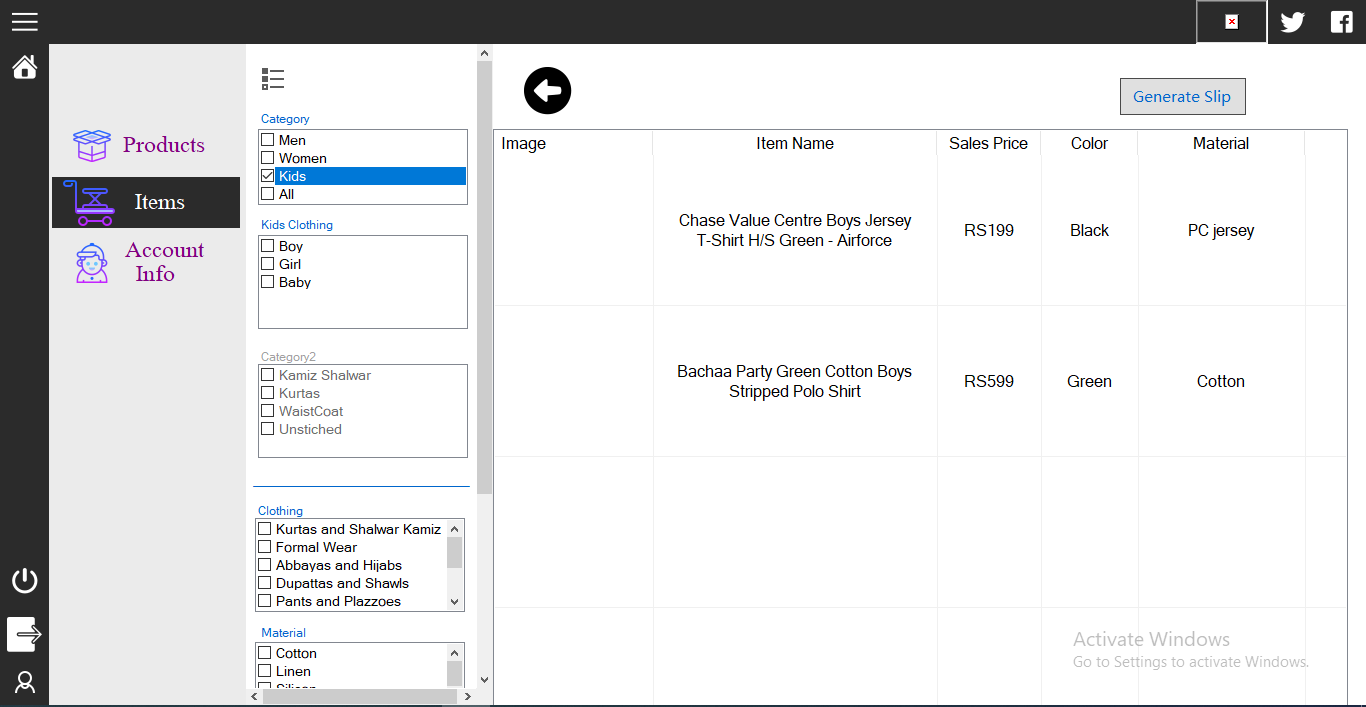 Products
Items
Account
Info
Category
Men
Women
Kids
All
Kids Clothing
Boy
Girl
Baby
Category2
Kamiz Shalwar
Kurtas
WaistCoat
Unstiched
Clothing
Kurtas and Shalwar Kamiz
Formal Wear
Abbayas and Hijabs
Dupattas and Shawls
Pants and Plazzoes
Material
Cotton
Linen
Generate Slip
Image Item Name Sales Price Color Material
Chase Value Centre Boys Jersey
T-Shirt H/S Green - Airforce
RS199 Black PC jersey
Bachaa Party Green Cotton Boys
Stripped Polo Shirt
RS599 Green Cotton
Activate Windows
Go to Settings to activate Windows.